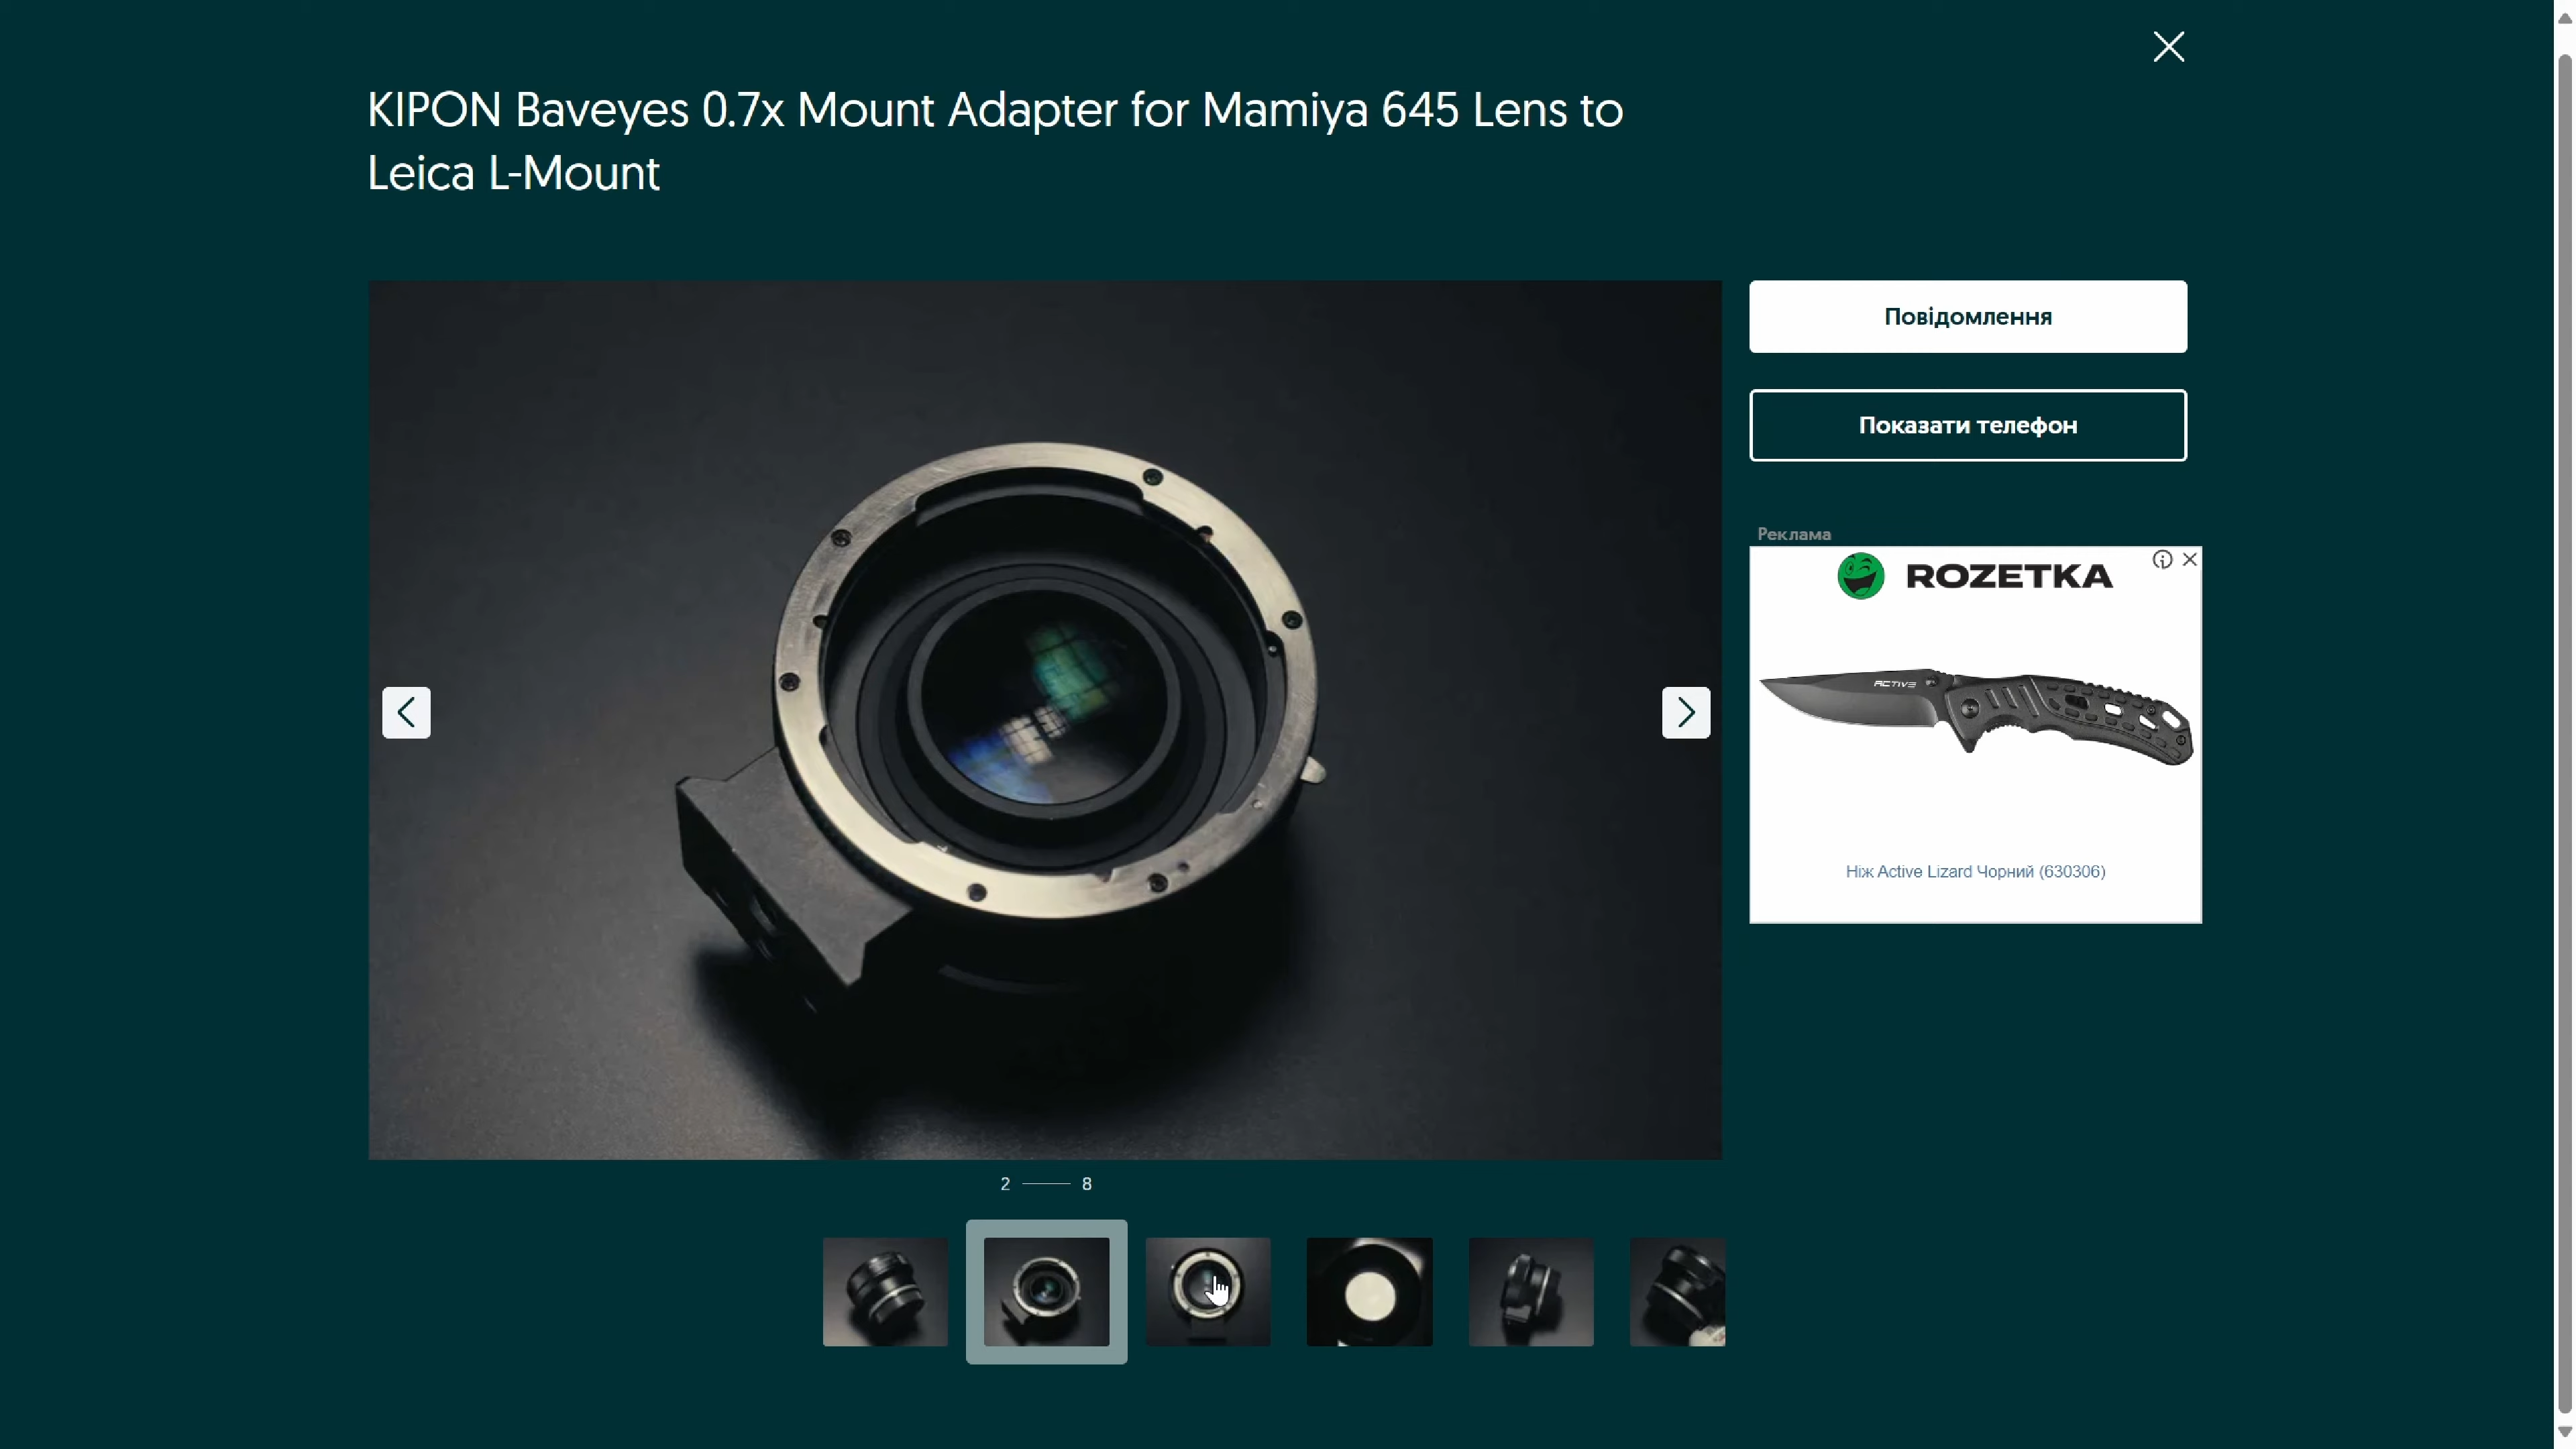 KIPON Baveyes 0.7x Mount Adapter for Mamiya 645 Lens to
Leica L-Mount
Повідомлення
Показати телефон
Реклама
ROZETKA
ACTIVE
Ніж Active Lizard Чорний (630306)
2
8